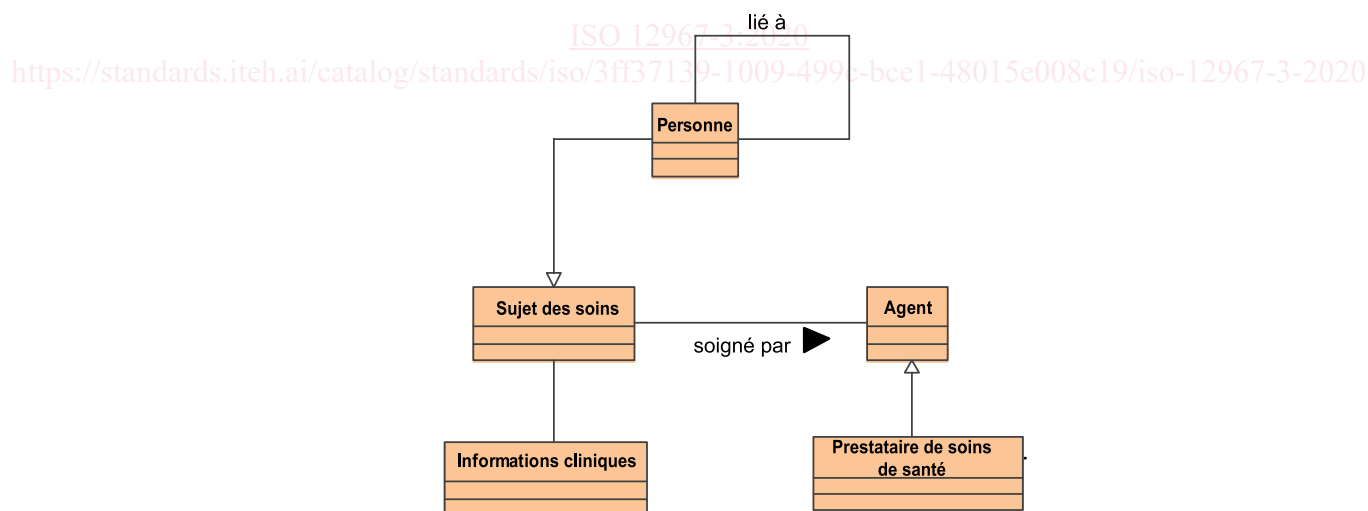 lié à
ISO 12967-3:2020
https://standards.iteh.ai/catalog/standards/iso/3ff37139-1009-499c-bce1-48015e008c19/iso-12967-3-2020
Personne
Sujet des soins
Agent
soigné par
Informations cliniques
Prestataire de soins
de santé